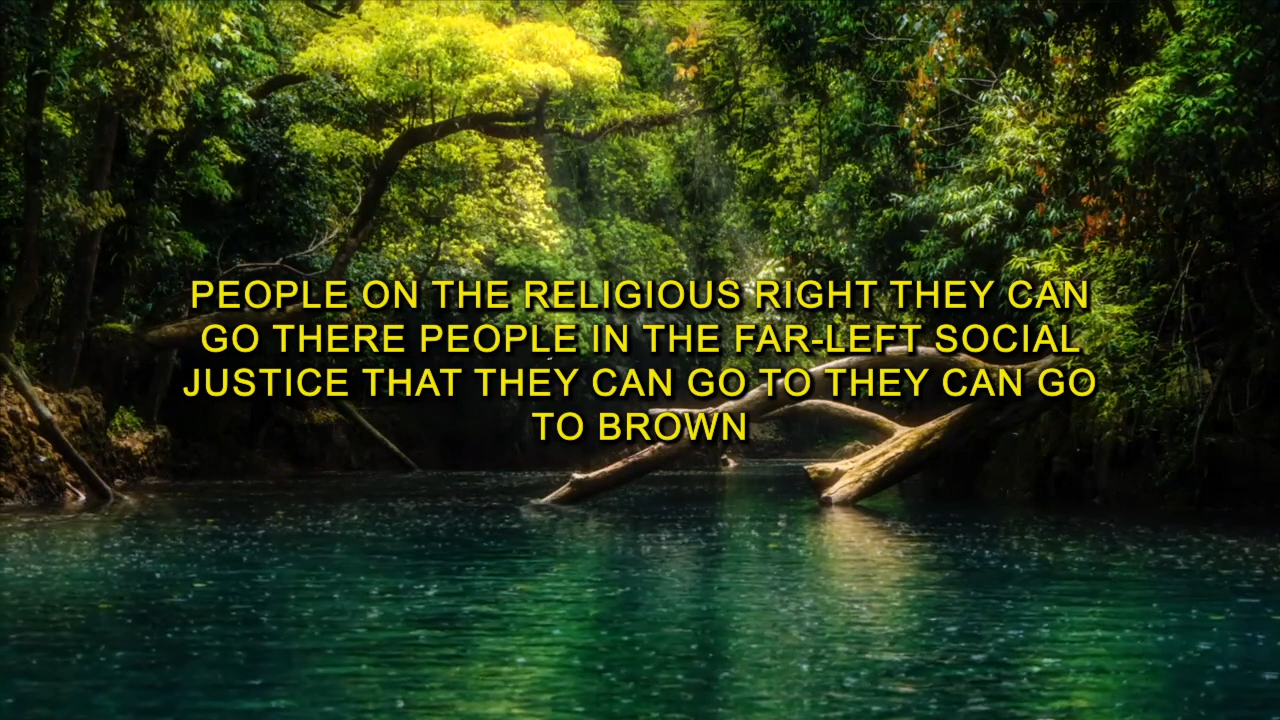 PEOPLE ON THE RELIGIOUS RIGHT THEY CAN
GO THERE PEOPLE IN THE FAR-LEFT SOCIAL
JUSTICE THAT THEY CAN GO TO THEY CAN GO
TO BROWN